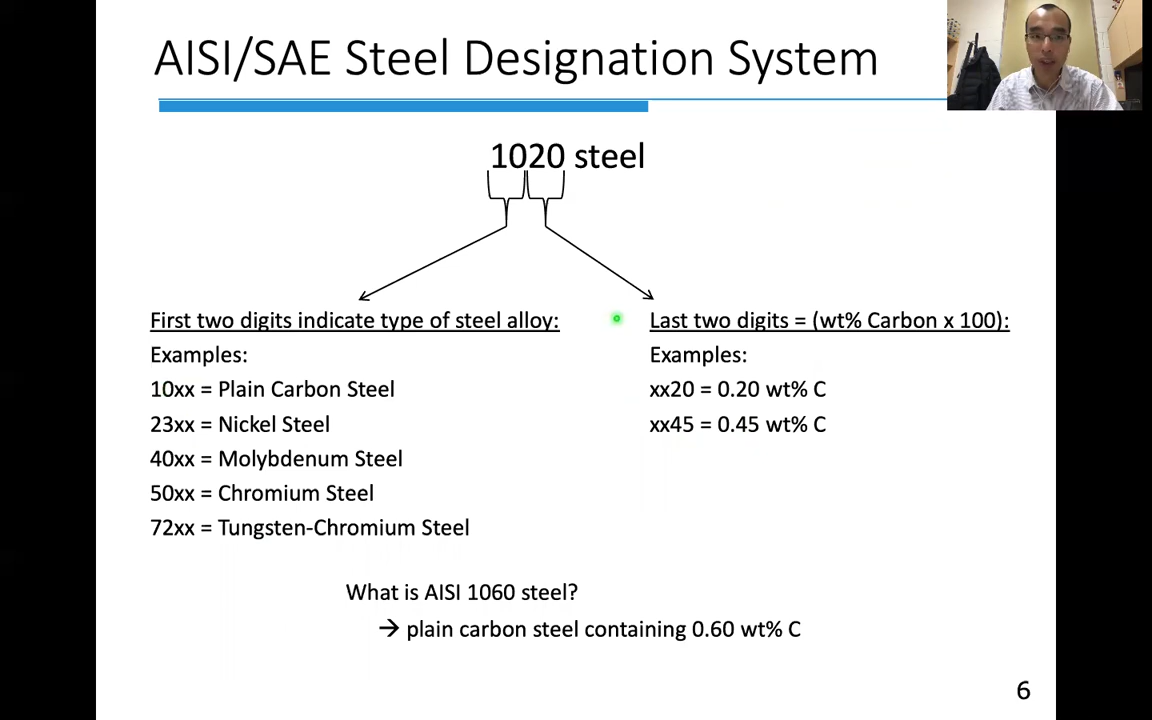 AISI/SAE Steel Designation System
1020 steel
First two digits indicate type of steel alloy:
Examples:
10xx = Plain Carbon Steel
23xx = Nickel Steel
40xx = Molybdenum Steel
50xx = Chromium Steel
72xx = Tungsten-Chromium Steel
Last two digits = (wt% Carbon x 100):
Examples:
xx20 = 0.20 wt% C
xx45 = 0.45 wt% C
What is AISI 1060 steel?
→ plain carbon steel containing 0.60 wt% C
6